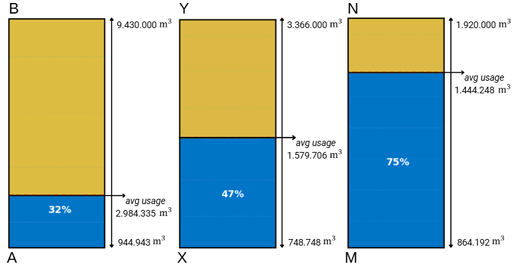 B
9.430.000 m³
avg usage
2.984.335 m³
32%
944.943 m³
A
Y
3.366.000 m³
avg usage
1.579.706 m³
47%
748.748 m³
X
N
1.920.000 m³
avg usage
1.444.248 m³
75%
864.192 m³
M